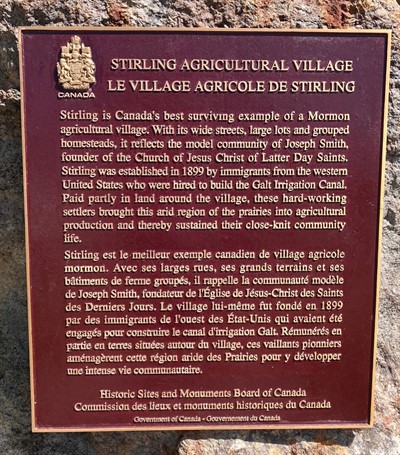 CANADA
STIRLING AGRICULTURAL VILLAGE
LE VILLAGE AGRICOLE DE STIRLING
Stirling is Canada's best surviving example of a Mormon
agricultural village. With its wide streets, large lots and grouped
homesteads, it reflects the model community of Joseph Smith,
founder of the Church of Jesus Christ of Latter Day Saints.
Stirling was established in 1899 by immigrants from the western
United States who were hired to build the Galt Irrigation Canal.
Paid partly in land around the village, these hard-working
settlers brought this arid region of the prairies into agricultural
production and thereby sustained their close-knit community
life.
Stirling est le meilleur exemple canadien de village agricole
mormon. Avec ses larges rues, ses grands terrains et ses
bâtiments de ferme groupés, il rappelle la communauté modèle
de Joseph Smith, fondateur de l'Église de Jésus-Christ des Saints
des Derniers Jours. Le village lui-même fut fondé en 1899
par des immigrants de l'ouest des État-Unis qui avaient été
engagés pour construire le canal d'irrigation Galt. Rémunérés en
partie en terres situées autour du village, ces vaillants pionniers
aménagèrent cette région aride des Prairies pour y développer
une intense vie communautaire.
Historic Sites and Monuments Board of Canada
Commission des lieux et monuments historiques du Canada
Government of Canada - Gouvernement du Canada